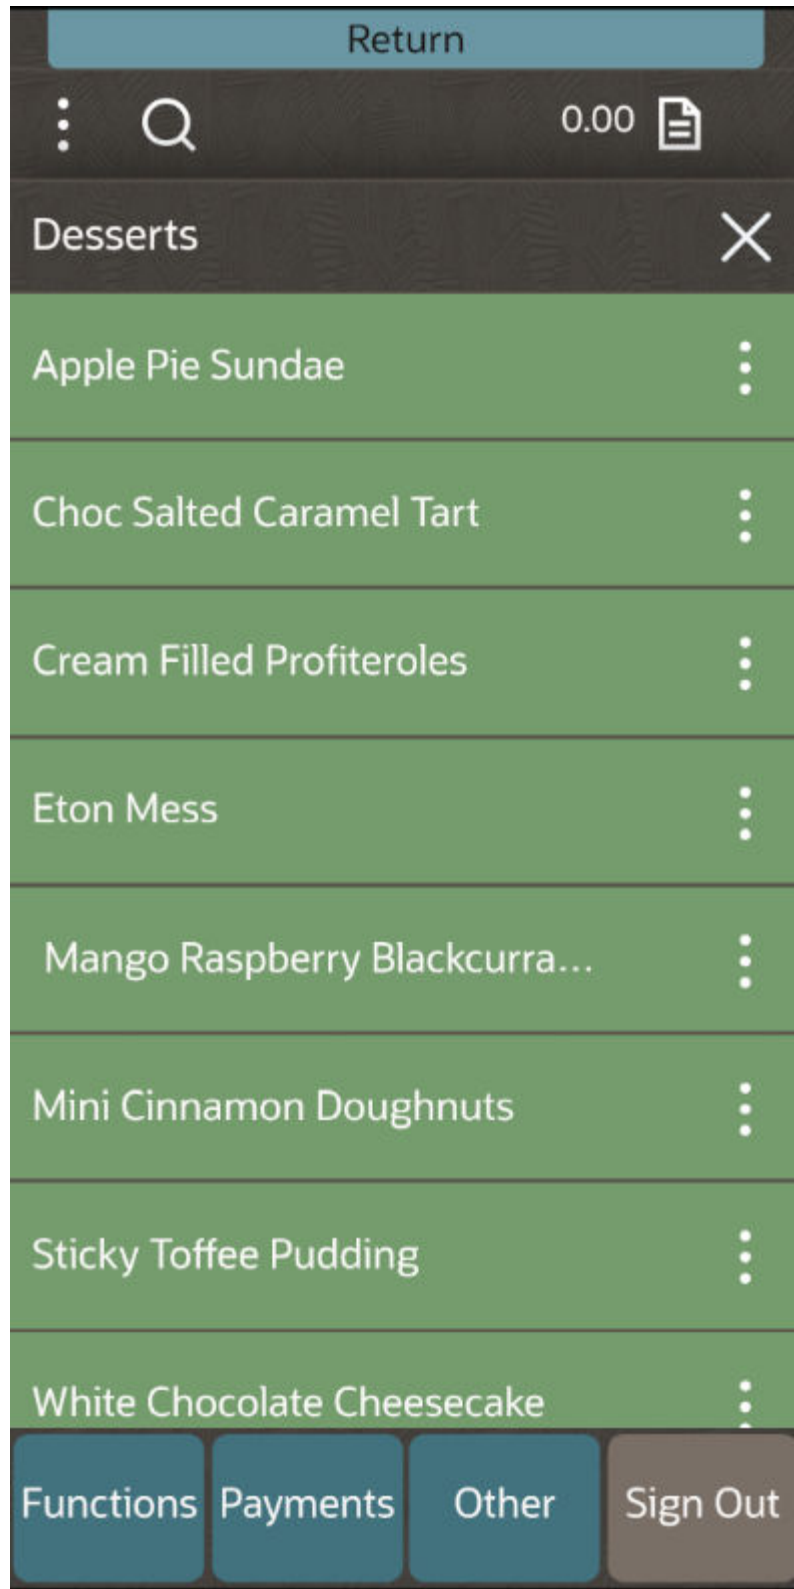 Return
0.00
Desserts
Apple Pie Sundae
Choc Salted Caramel Tart
Cream Filled Profiteroles
Eton Mess
Mango Raspberry Blackcurra...
Mini Cinnamon Doughnuts
Sticky Toffee Pudding
White Chocolate Cheesecake
Functions Payments Other Sign Out